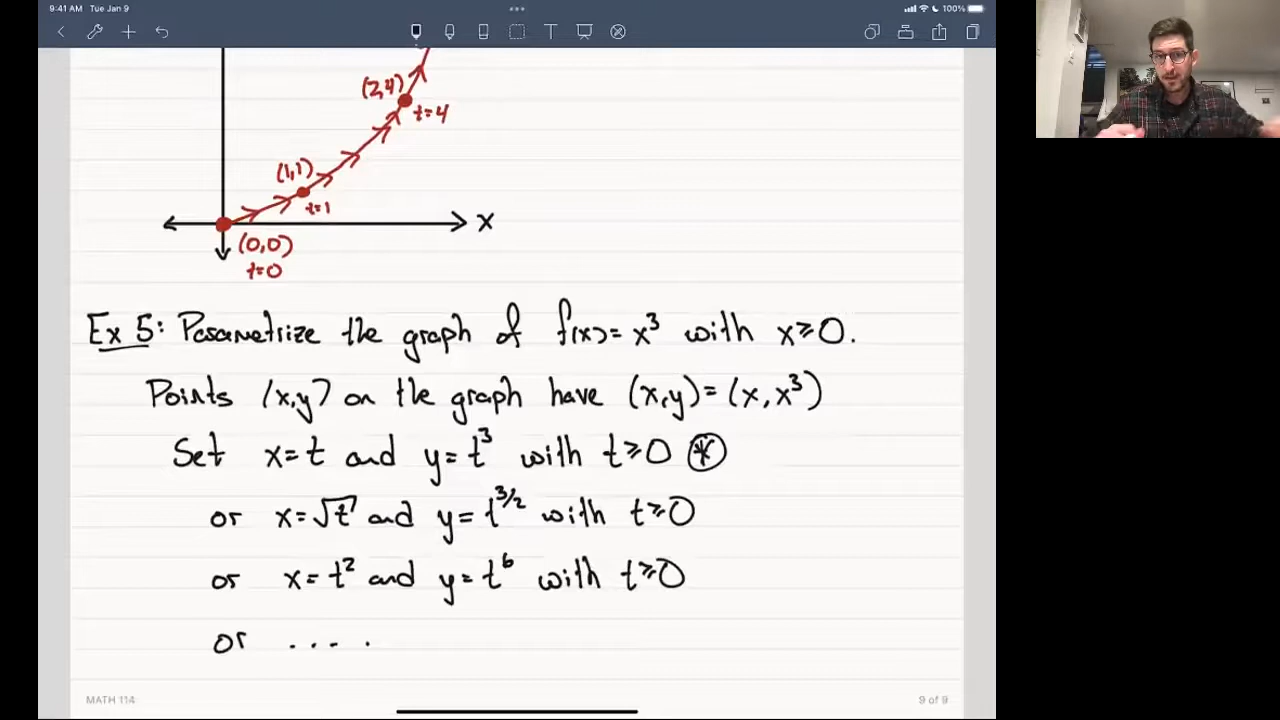 9:41 AM Tue Jan 9
100%
(2,4)
t=4
(1,1)
t=1
x
(0,0)
t=0
Ex 5: Parametrize the graph of f(x)=x³ with x≥0.
Points (x,y) on the graph have (x,y)=(x,x³)
Set x=t and y=t³ with t≥0 ⊛
or x=√t and y=t^{3/2} with t≥0
or x=t² and y=t⁶ with t≥0
or ....
MATH 114
9 of 9